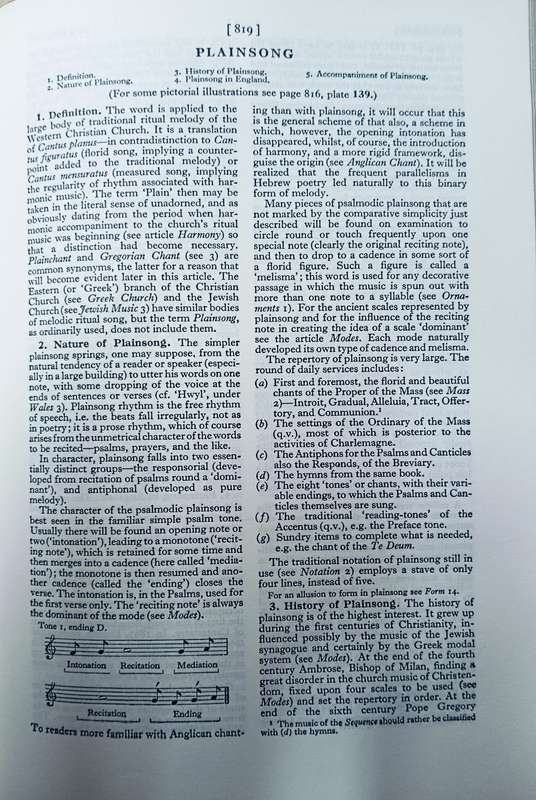 [ 819 ]
PLAINSONG
1. Definition.
2. Nature of Plainsong.
3. History of Plainsong.
4. Plainsong in England.
5. Accompaniment of Plainsong.
(For some pictorial illustrations see page 816, plate 139.)
1. Definition. The word is applied to the
large body of traditional ritual melody of the
Western Christian Church. It is a translation
of Cantus planus—in contradistinction to Can-
tus figuratus (florid song, implying a counter-
point added to the traditional melody) or
Cantus mensuratus (measured song, implying
the regularity of rhythm associated with har-
monic music). The term 'Plain' then may be
taken in the literal sense of unadorned, and as
obviously dating from the period when har-
monic accompaniment to the church's ritual
music was beginning (see article Harmony) so
that a distinction had become necessary.
Plainchant and Gregorian Chant (see 3) are
common synonyms, the latter for a reason that
will become evident later in this article. The
Eastern (or 'Greek') branch of the Christian
Church (see Greek Church) and the Jewish
Church (see Jewish Music 3) have similar bodies
of melodic ritual song, but the term Plainsong,
as ordinarily used, does not include them.
2. Nature of Plainsong. The simpler
plainsong springs, one may suppose, from the
natural tendency of a reader or speaker (especi-
ally in a large building) to utter his words on one
note, with some dropping of the voice at the
ends of sentences or verses (cf. 'Hwyl', under
Wales 3). Plainsong rhythm is the free rhythm
of speech, i.e. the beats fall irregularly, not as
in poetry; it is a prose rhythm, which of course
arises from the unmetrical character of the words
to be recited—psalms, prayers, and the like.
In character, plainsong falls into two essen-
tially distinct groups—the responsorial (deve-
loped from recitation of psalms round a 'domi-
nant'), and antiphonal (developed as pure
melody).
The character of the psalmodic plainsong is
best seen in the familiar simple psalm tone.
Usually there will be found an opening note or
two ('intonation'), leading to a monotone ('recit-
ing note'), which is retained for some time and
then merges into a cadence (here called 'media-
tion'); the monotone is then resumed and ano-
ther cadence (called the 'ending') closes the
verse. The intonation is, in the Psalms, used for
the first verse only. The 'reciting note' is always
the dominant of the mode (see Modes).
Tone 1, ending D.
Intonation Recitation Mediation
Recitation Ending
To readers more familiar with Anglican chant-
ing than with plainsong, it will occur that this
is the general scheme of that also, a scheme in
which, however, the opening intonation has
disappeared, whilst, of course, the introduction
of harmony, and a more rigid framework, dis-
guise the origin (see Anglican Chant). It will be
realized that the frequent parallelisms in
Hebrew poetry led naturally to this binary
form of melody.
Many pieces of psalmodic plainsong that are
not marked by the comparative simplicity just
described will be found on examination to
circle round or touch frequently upon one
special note (clearly the original reciting note),
and then to drop to a cadence in some sort of
a florid figure. Such a figure is called a
'melisma'; this word is used for any decorative
passage in which the music is spun out with
more than one note to a syllable (see Orna-
ments 1). For the ancient scales represented by
plainsong and for the influence of the reciting
note in creating the idea of a scale 'dominant'
see the article Modes. Each mode naturally
developed its own type of cadence and melisma.
The repertory of plainsong is very large. The
round of daily services includes:
(a) First and foremost, the florid and beautiful
chants of the Proper of the Mass (see Mass
2)—Introit, Gradual, Alleluia, Tract, Offer-
tory, and Communion.¹
(b) The settings of the Ordinary of the Mass
(q.v.), most of which is posterior to the
activities of Charlemagne.
(c) The Antiphons for the Psalms and Canticles
also the Responds, of the Breviary.
(d) The hymns from the same book.
(e) The eight 'tones' or chants, with their vari-
able endings, to which the Psalms and Can-
ticles themselves are sung.
(f) The traditional 'reading-tones' of the
Accentus (q.v.), e.g. the Preface tone.
(g) Sundry items to complete what is needed,
e.g. the chant of the Te Deum.
The traditional notation of plainsong still in
use (see Notation 2) employs a stave of only
four lines, instead of five.
For an allusion to form in plainsong see Form 14.
3. History of Plainsong. The history of
plainsong is of the highest interest. It grew up
during the first centuries of Christianity, in-
fluenced possibly by the music of the Jewish
synagogue and certainly by the Greek modal
system (see Modes). At the end of the fourth
century Ambrose, Bishop of Milan, finding a
great disorder in the church music of Christen-
dom, fixed upon four scales to be used (see
Modes) and set the repertory in order. At the
end of the sixth century Pope Gregory
¹ The music of the Sequence should rather be classified
with (d) the hymns.